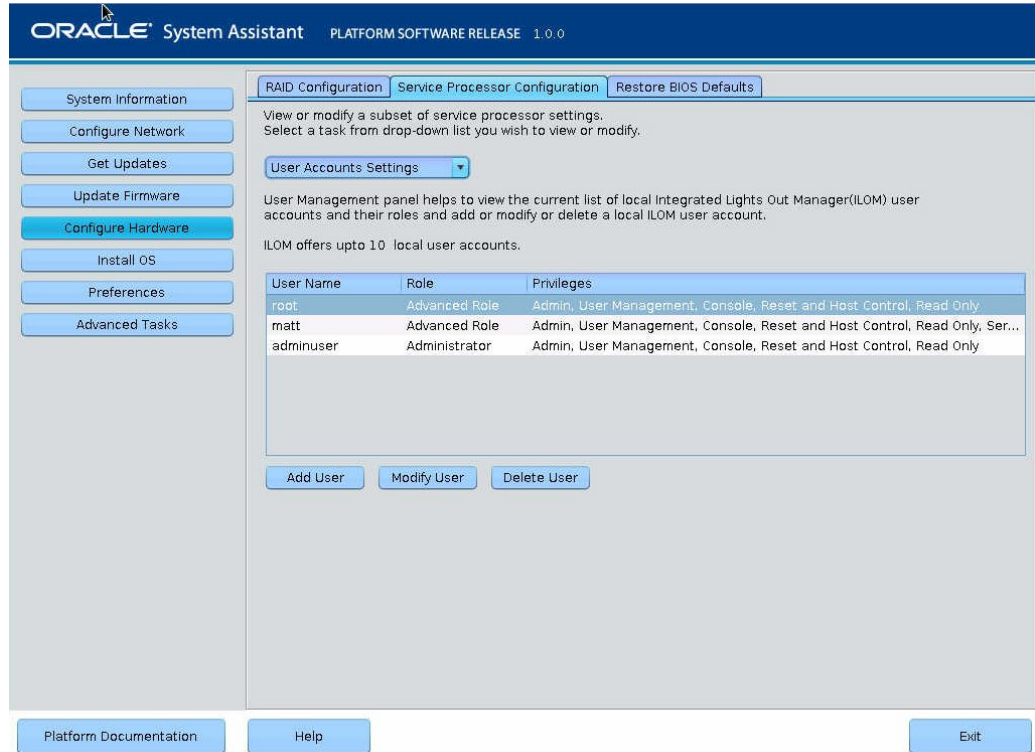 ORACLE System Assistant PLATFORM SOFTWARE RELEASE 1.0.0
System Information
Configure Network
Get Updates
Update Firmware
Configure Hardware
Install OS
Preferences
Advanced Tasks
RAID Configuration Service Processor Configuration Restore BIOS Defaults
View or modify a subset of service processor settings.
Select a task from drop-down list you wish to view or modify.
User Accounts Settings
User Management panel helps to view the current list of local Integrated Lights Out Manager(ILOM) user
accounts and their roles and add or modify or delete a local ILOM user account.
ILOM offers upto 10 local user accounts.
User Name Role Privileges
root Advanced Role Admin, User Management, Console, Reset and Host Control, Read Only
matt Advanced Role Admin, User Management, Console, Reset and Host Control, Read Only, Ser...
adminuser Administrator Admin, User Management, Console, Reset and Host Control, Read Only
Add User Modify User Delete User
Platform Documentation Help Exit